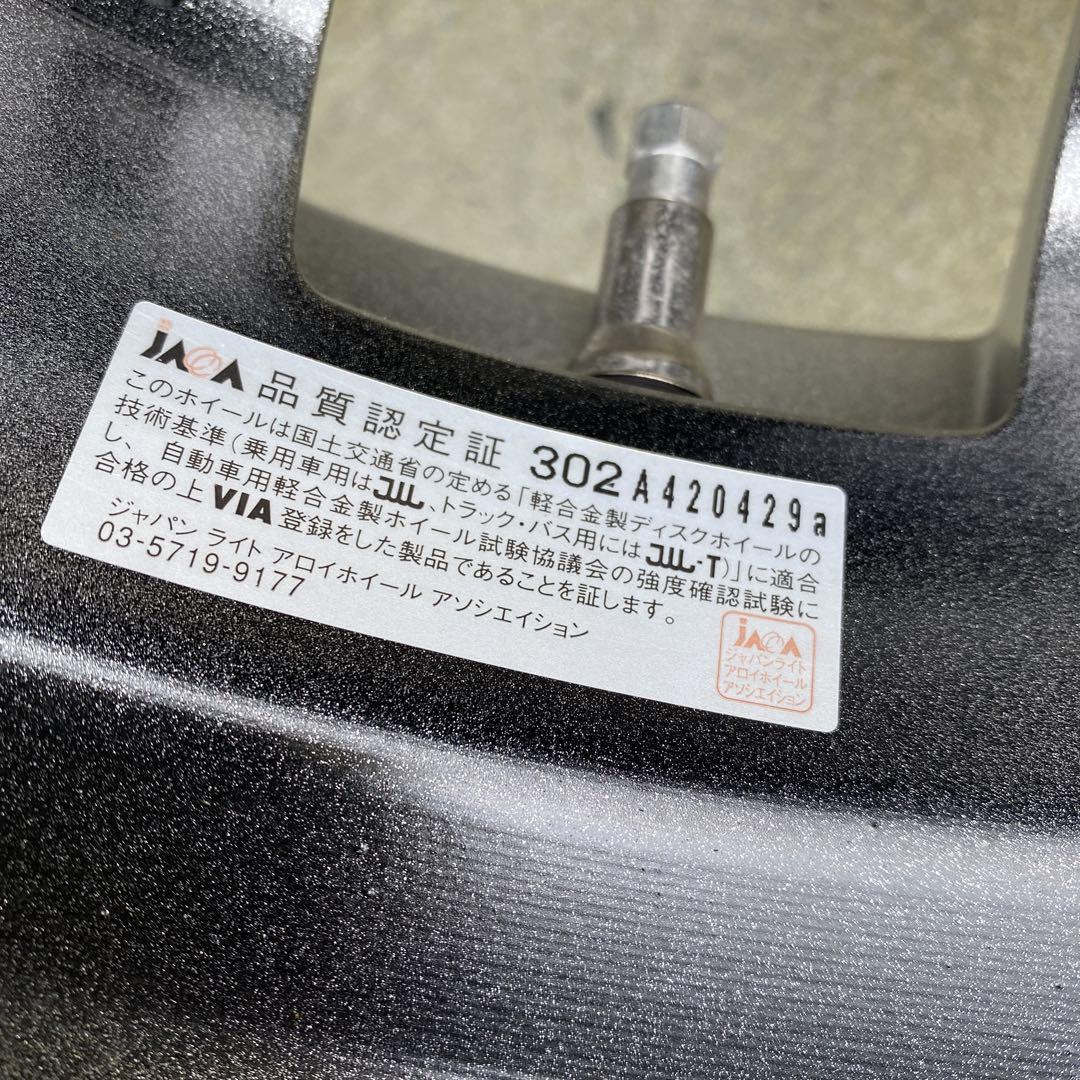 JAWA 品質認定証 302A420429a
このホイールは国土交通省の定める「軽合金製ディスクホイールの
技術基準(乗用車用はJWL、トラック・バス用にはJWL-T)」に適合
し、自動車用軽合金製ホイール試験協議会の強度確認試験に
合格の上VIA登録をした製品であることを証します。
ジャパン ライト アロイホイール アソシエイション
03-5719-9177
JAWA
ジャパンライト
アロイホイール
アソシエイション